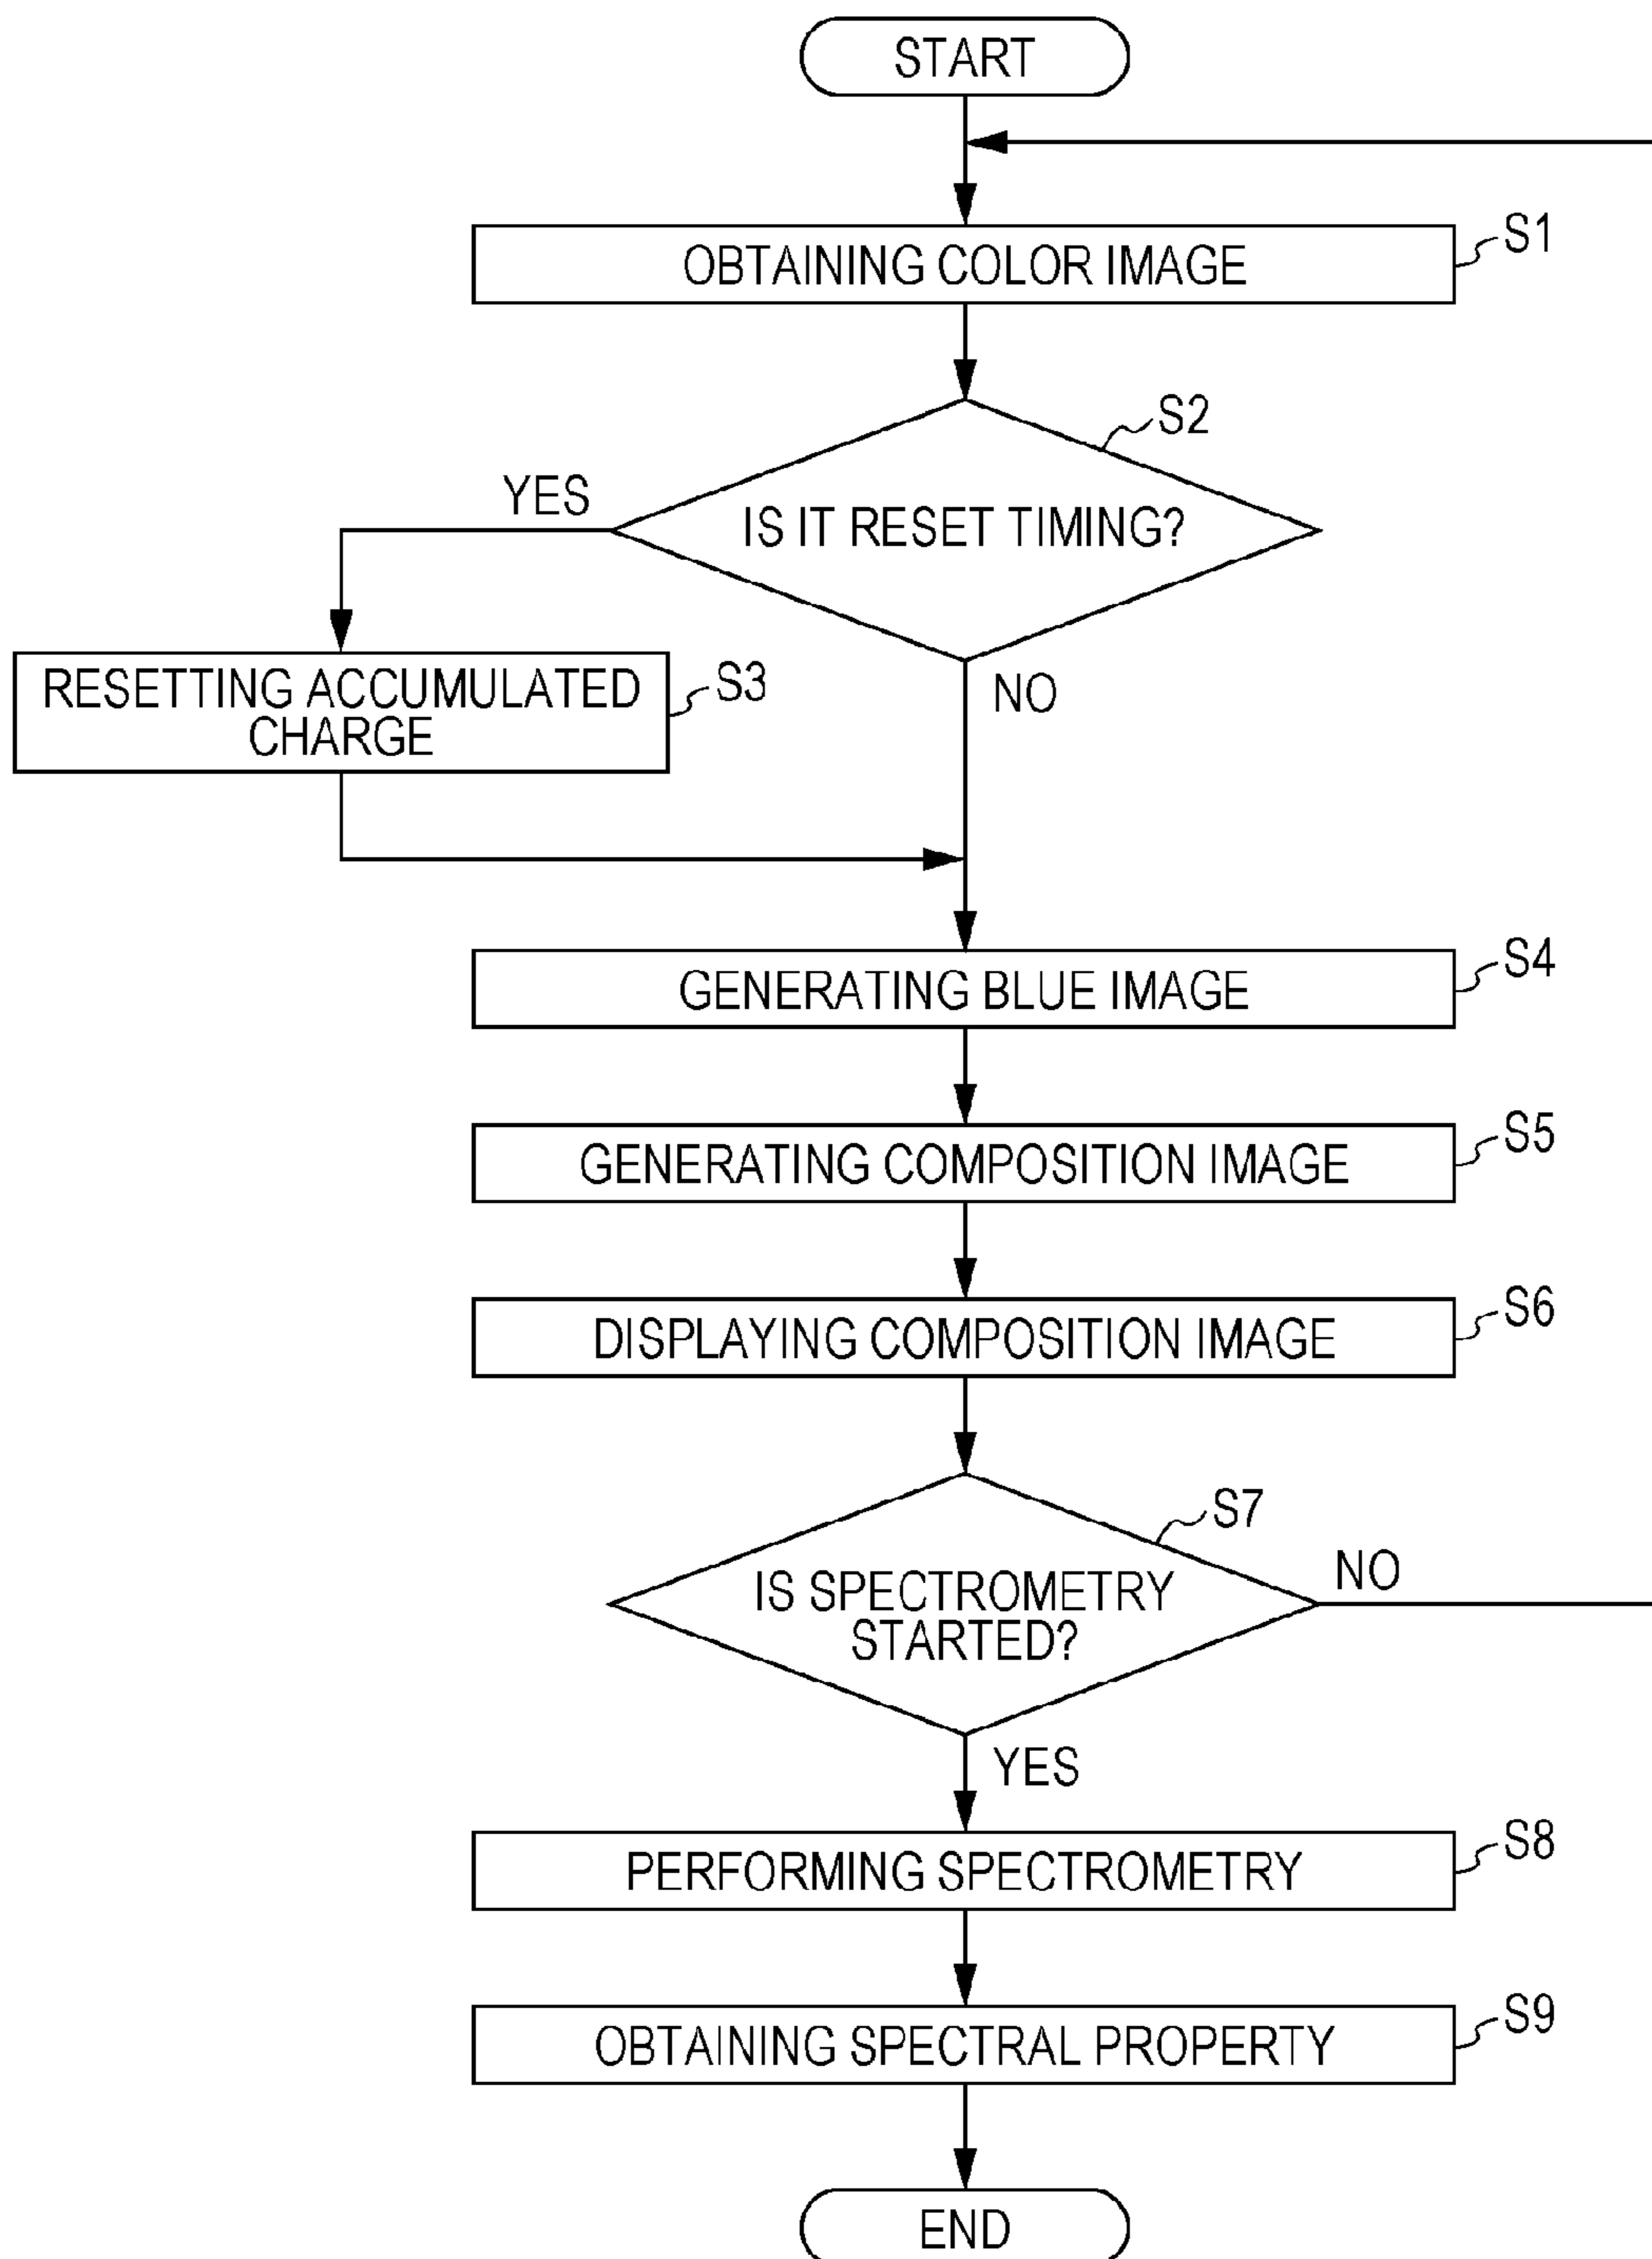 START
OBTAINING COLOR IMAGE
S1
S2
YES
IS IT RESET TIMING?
RESETTING ACCUMULATED
CHARGE
S3
NO
GENERATING BLUE IMAGE
S4
GENERATING COMPOSITION IMAGE
S5
DISPLAYING COMPOSITION IMAGE
S6
S7
IS SPECTROMETRY
STARTED?
NO
YES
PERFORMING SPECTROMETRY
S8
OBTAINING SPECTRAL PROPERTY
S9
END